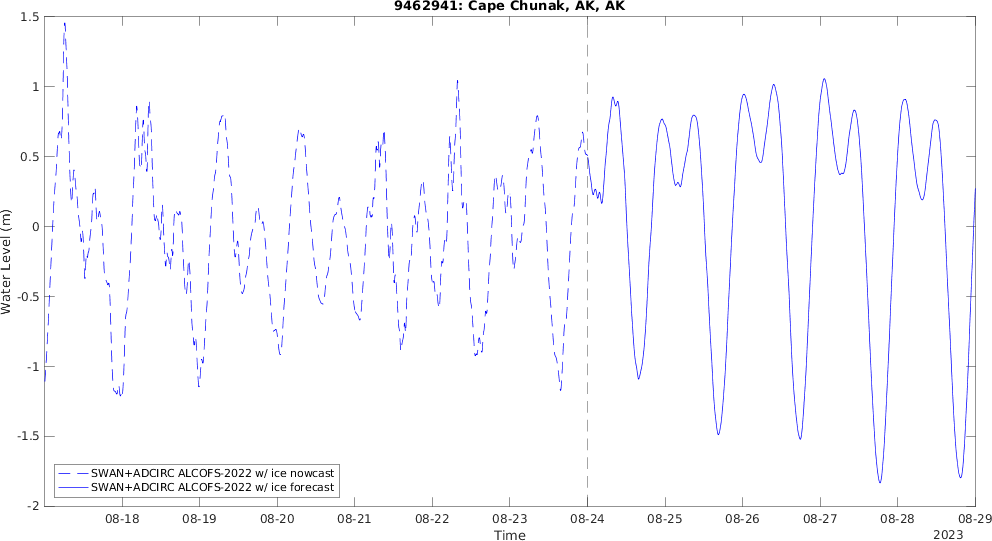 9462941: Cape Chunak, AK, AK
Water Level (m)
1.5
1
0.5
0
-0.5
-1
-1.5
-2
SWAN+ADCIRC ALCOFS-2022 w/ ice nowcast
SWAN+ADCIRC ALCOFS-2022 w/ ice forecast
08-18 08-19 08-20 08-21 08-22 08-23 08-24 08-25 08-26 08-27 08-28 08-29
Time
2023